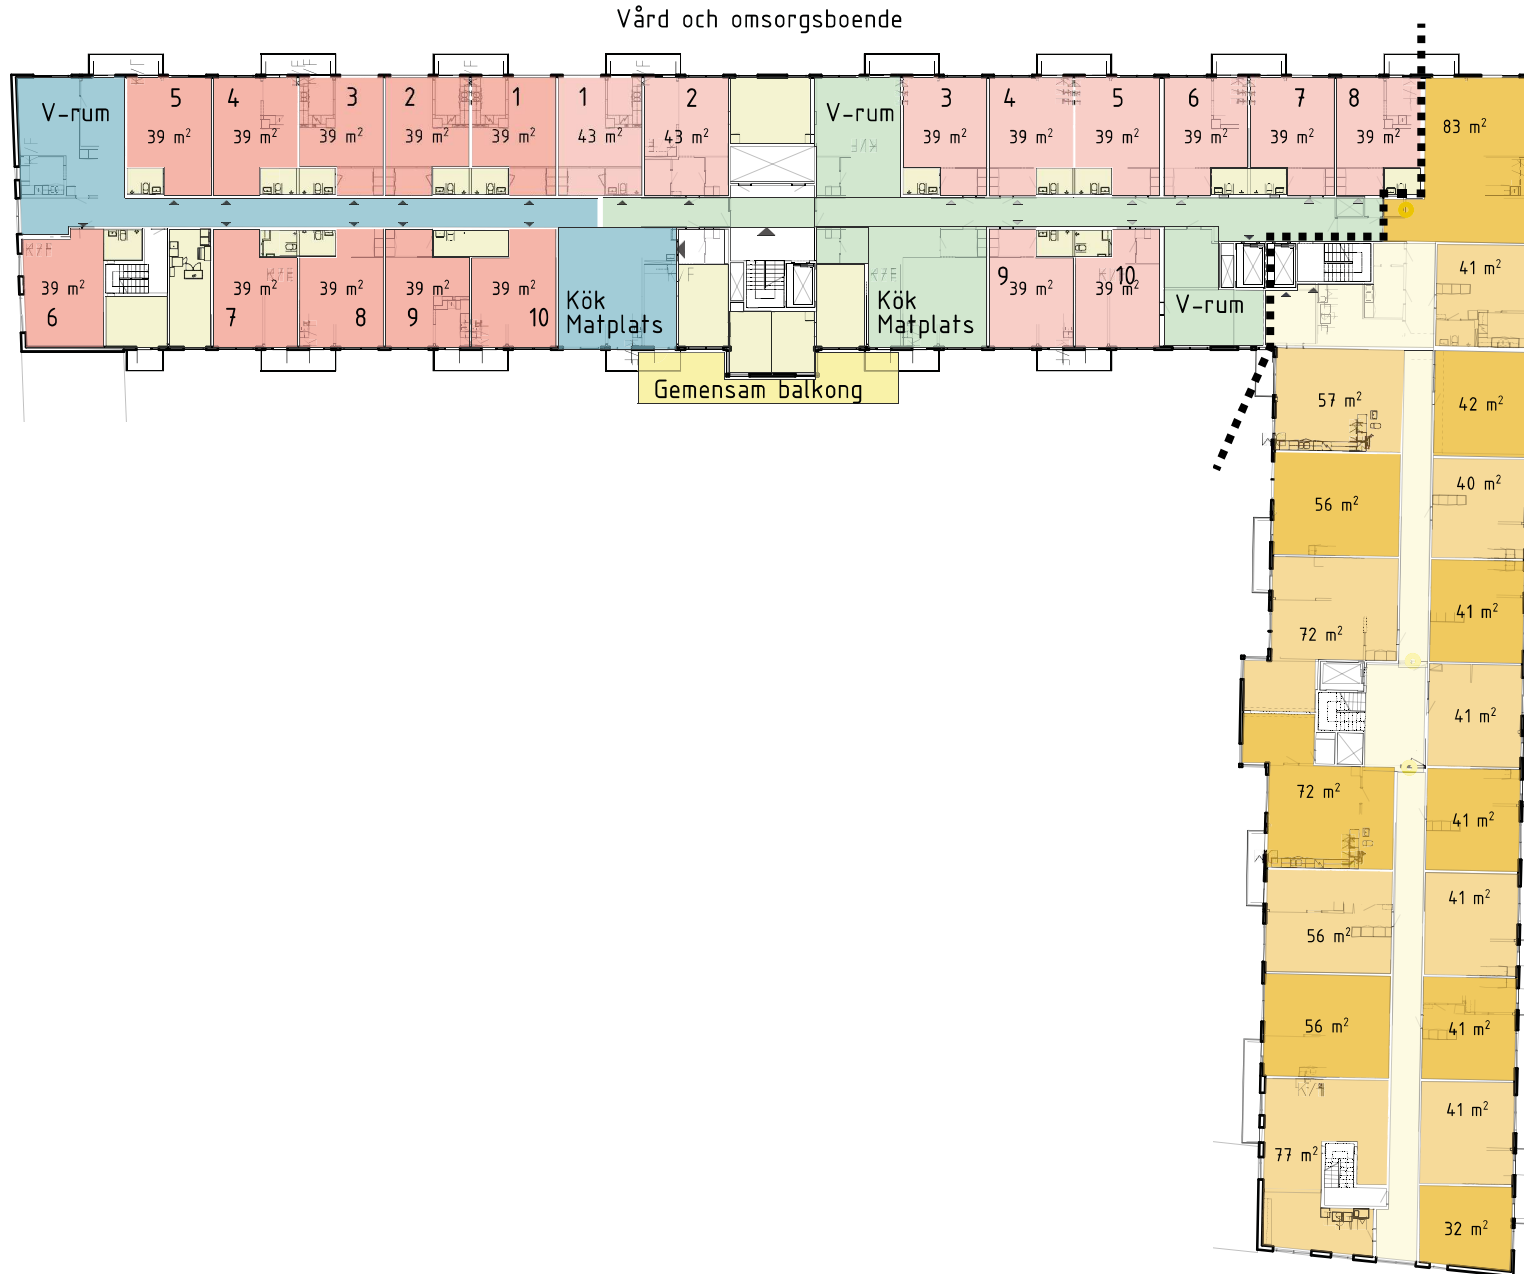 Vård och omsorgsboende
V-rum
5
39 m²
4
39 m²
3
39 m²
2
39 m²
1
39 m²
1
43 m²
2
43 m²
V-rum
3
39 m²
4
39 m²
5
39 m²
6
39 m²
7
39 m²
8
39 m²
83 m²
39 m²
6
39 m²
7
39 m²
8
39 m²
9
39 m²
10
Kök
Matplats
Kök
Matplats
9
39 m²
10
39 m²
V-rum
41 m²
Gemensam balkong
57 m²
42 m²
56 m²
40 m²
72 m²
41 m²
41 m²
72 m²
41 m²
56 m²
41 m²
56 m²
41 m²
77 m²
41 m²
32 m²